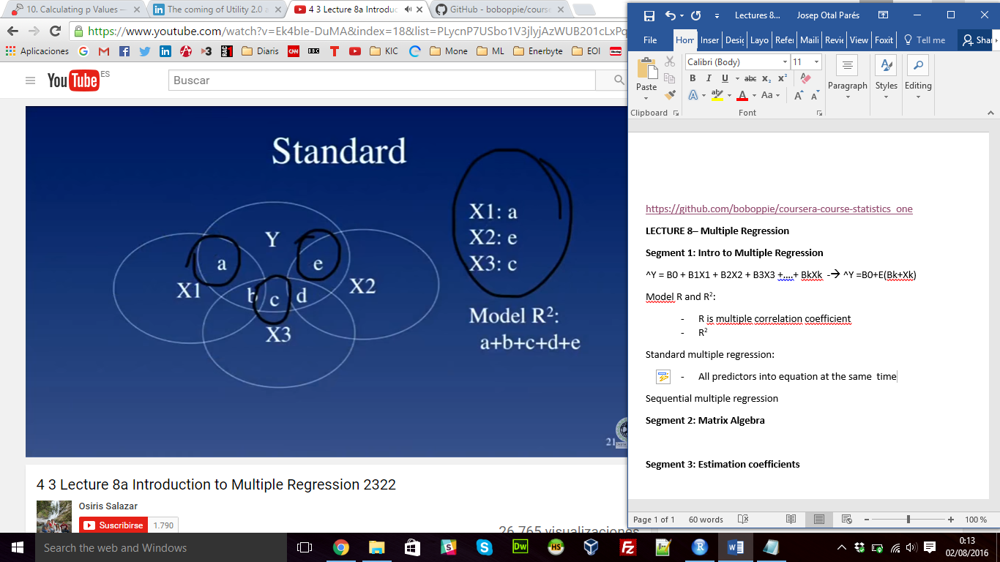 10. Calculating p Values —
The coming of Utility 2.0 a
4 3 Lecture 8a Introduc
GitHub - boboppie/course
https://www.youtube.com/watch?v=Ek4ble-DuMA&index=18&list=PLycnP7USbo1V3jlyjAzWUB201cLxPq
Aplicaciones
Diaris
CNN
BBC
KIC
Mone
ML
Enerbyte
EOI
YouTube ES
Buscar
Standard
Y
a
e
X1
X2
b
c
d
X3
X1: a
X2: e
X3: c
Model R²:
a+b+c+d+e
21
4 3 Lecture 8a Introduction to Multiple Regression 2322
Osiris Salazar
Suscribirse 1.790
26.765 visualizaciones
Lectures 8... Josep Otal Parés
File Hom Inser Desig Layo Refer Maili Revie View Foxit Tell me Shar
Calibri (Body) 11
Paste
B I U abc x₂ x²
A ab A Aa A A
Paragraph
Styles
Editing
Clipboard
Font
https://github.com/boboppie/coursera-course-statistics_one
LECTURE 8– Multiple Regression
Segment 1: Intro to Multiple Regression
^Y = B0 + B1X1 + B2X2 + B3X3 +....+ BkXk -→ ^Y =B0+E(Bk+Xk)
Model R and R²:
- R is multiple correlation coefficient
- R²
Standard multiple regression:
- All predictors into equation at the same time
Sequential multiple regression
Segment 2: Matrix Algebra
Segment 3: Estimation coefficients
Page 1 of 1 60 words
100 %
Search the web and Windows
Dw
HS
Fz
R
0:13
02/08/2016